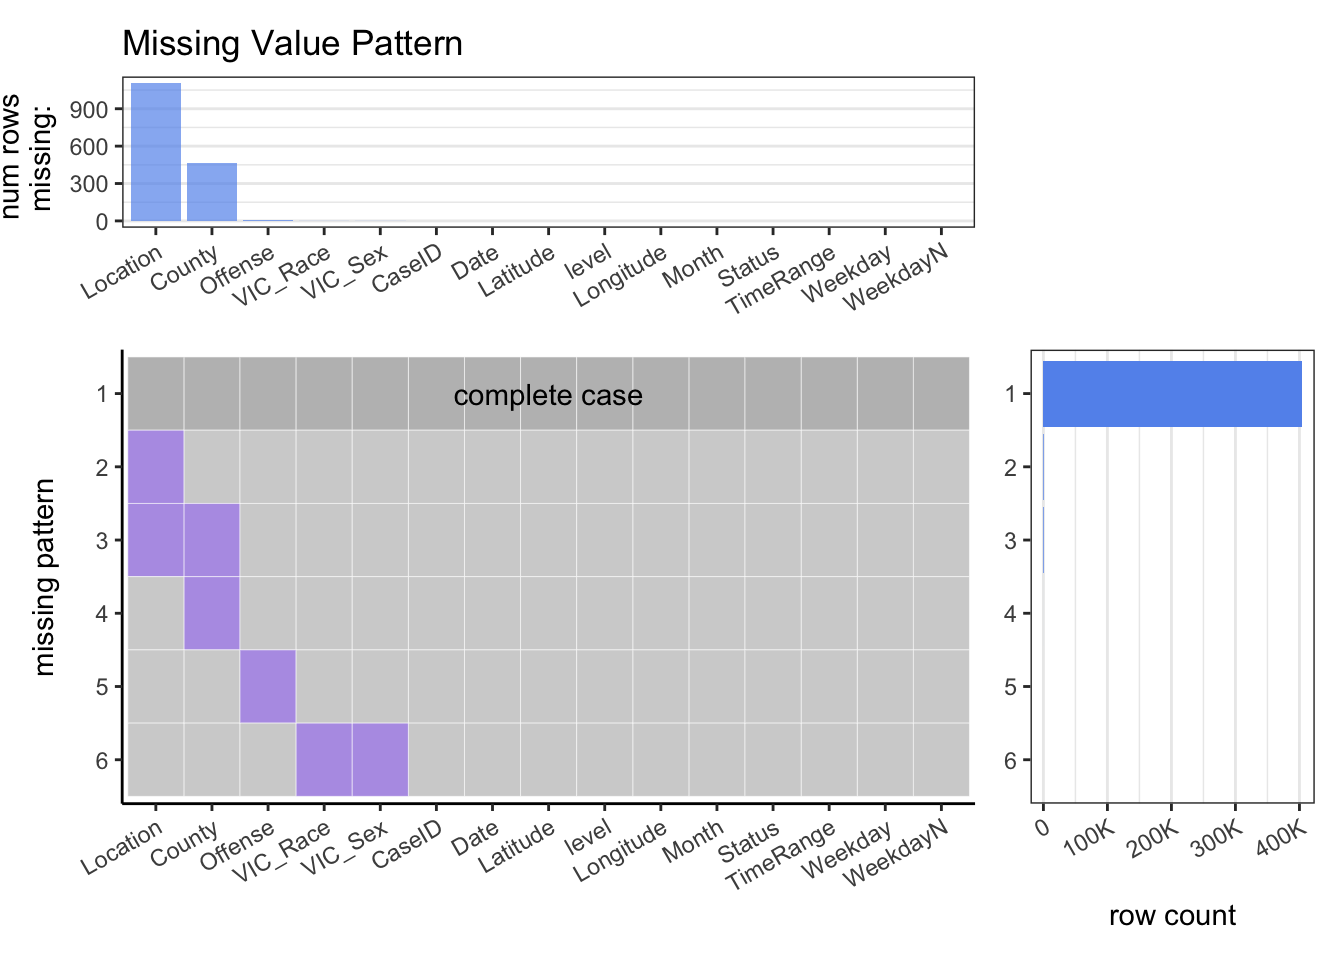 Missing Value Pattern
num rows
missing:
900
600
300
0
Location County Offense VIC_Race VIC_Sex CaseID Date Latitude level Longitude Month Status TimeRange Weekday WeekdayN
missing pattern
1
2
3
4
5
6
complete case
Location County Offense VIC_Race VIC_Sex CaseID Date Latitude level Longitude Month Status TimeRange Weekday WeekdayN
1
2
3
4
5
6
0 100K 200K 300K 400K
row count